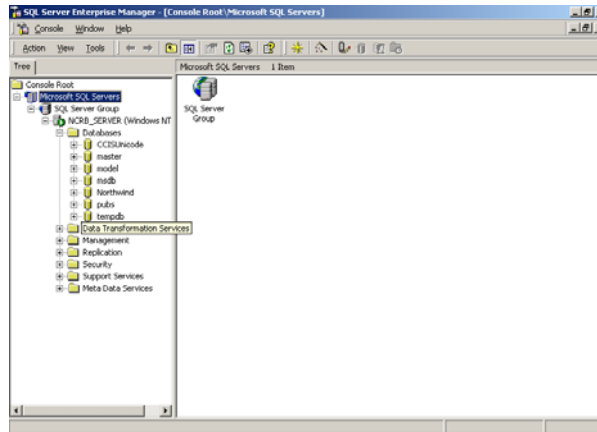 SQL Server Enterprise Manager - [Console Root\Microsoft SQL Servers]
Console Window Help
Action View Tools
Tree
Microsoft SQL Servers 1 Item
Console Root
Microsoft SQL Servers
SQL Server Group
NCRB_SERVER (Windows NT
Databases
CCISUnicode
master
model
msdb
Northwind
pubs
tempdb
Data Transformation Services
Management
Replication
Security
Support Services
Meta Data Services
SQL Server
Group